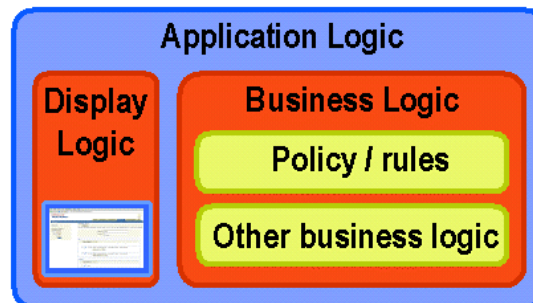 Application Logic
Display
Logic
Business Logic
Policy / rules
Other business logic